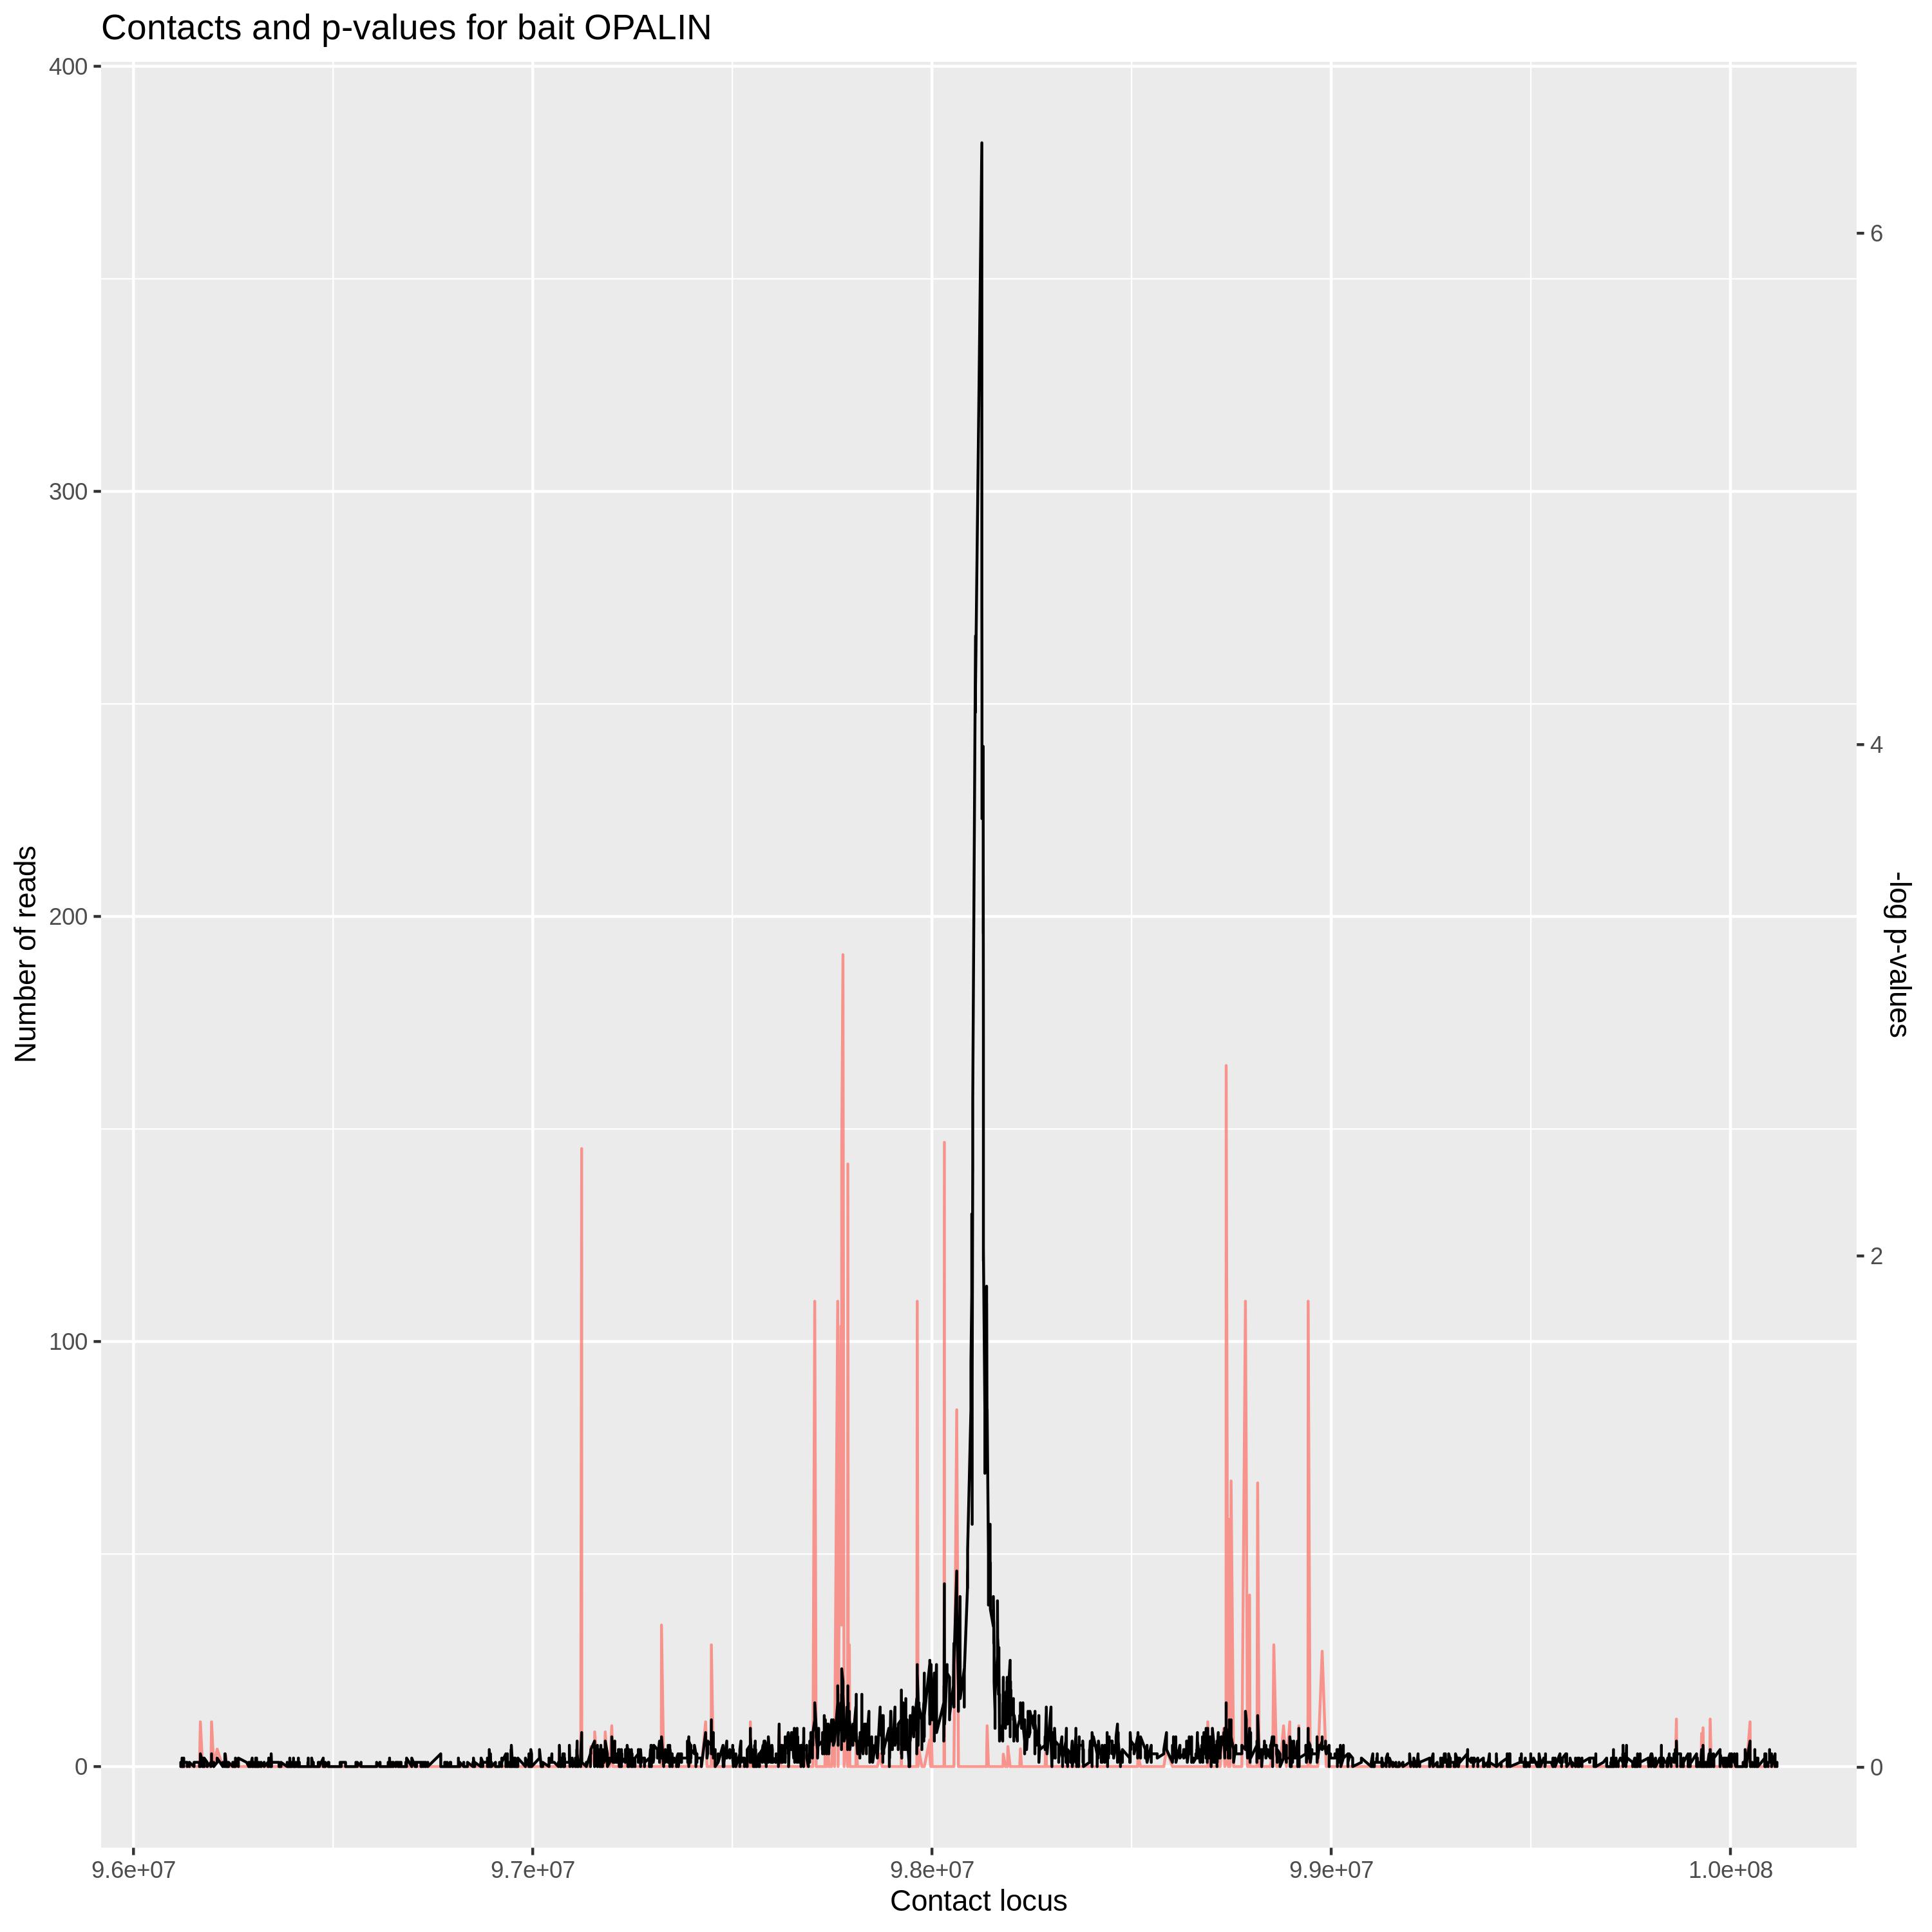 Contacts and p-values for bait OPALIN
400
300
200
100
0
Number of reads
6
4
2
0
-log p-values
9.6e+07
9.7e+07
9.8e+07
9.9e+07
1.0e+08
Contact locus